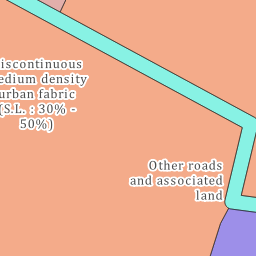 iscontinuous
edium density
urban fabric
(S.L. : 30% -
50%)
Other roads
and associated
land